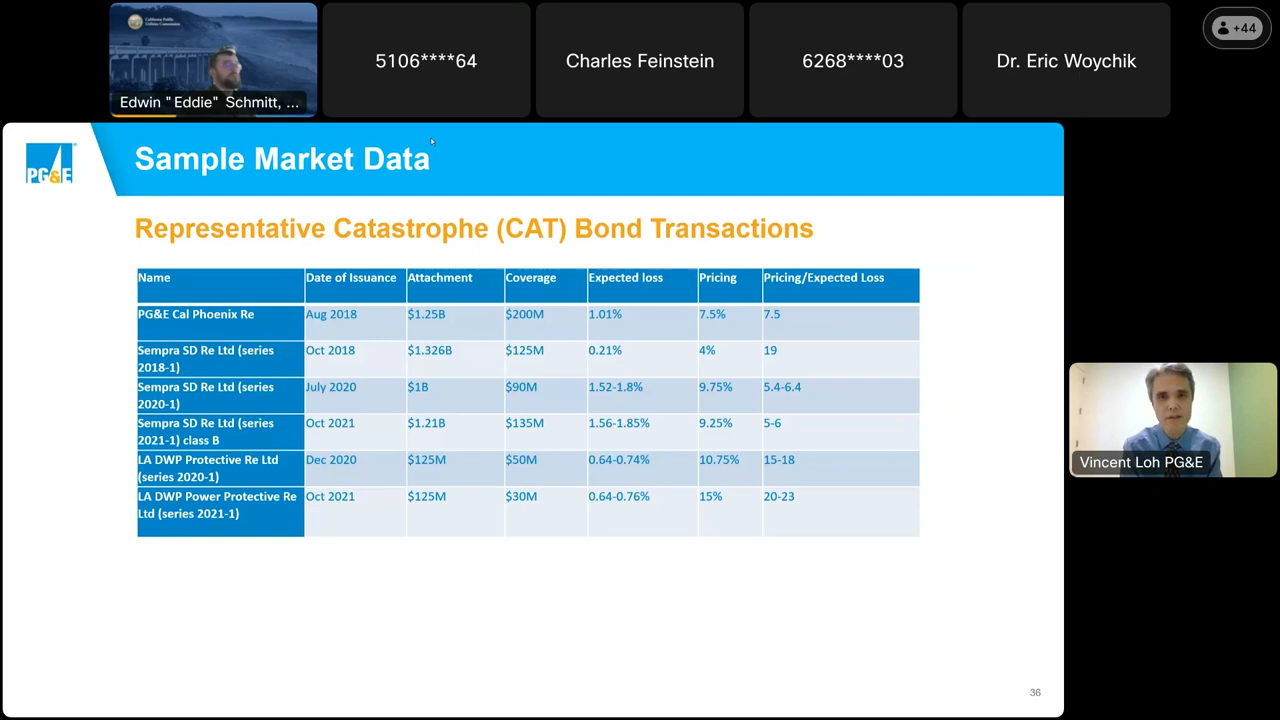 California Public
Utilities Commission
Edwin "Eddie" Schmitt, ...
5106****64
Charles Feinstein
6268****03
Dr. Eric Woychik
+44
PG&E
Sample Market Data
Representative Catastrophe (CAT) Bond Transactions
Name Date of Issuance Attachment Coverage Expected loss Pricing Pricing/Expected Loss
PG&E Cal Phoenix Re Aug 2018 $1.25B $200M 1.01% 7.5% 7.5
Sempra SD Re Ltd (series Oct 2018 $1.326B $125M 0.21% 4% 19
2018-1)
Sempra SD Re Ltd (series July 2020 $1B $90M 1.52-1.8% 9.75% 5.4-6.4
2020-1)
Sempra SD Re Ltd (series Oct 2021 $1.21B $135M 1.56-1.85% 9.25% 5-6
2021-1) class B
LA DWP Protective Re Ltd Dec 2020 $125M $50M 0.64-0.74% 10.75% 15-18
(series 2020-1)
LA DWP Power Protective Re Oct 2021 $125M $30M 0.64-0.76% 15% 20-23
Ltd (series 2021-1)
Vincent Loh PG&E
36